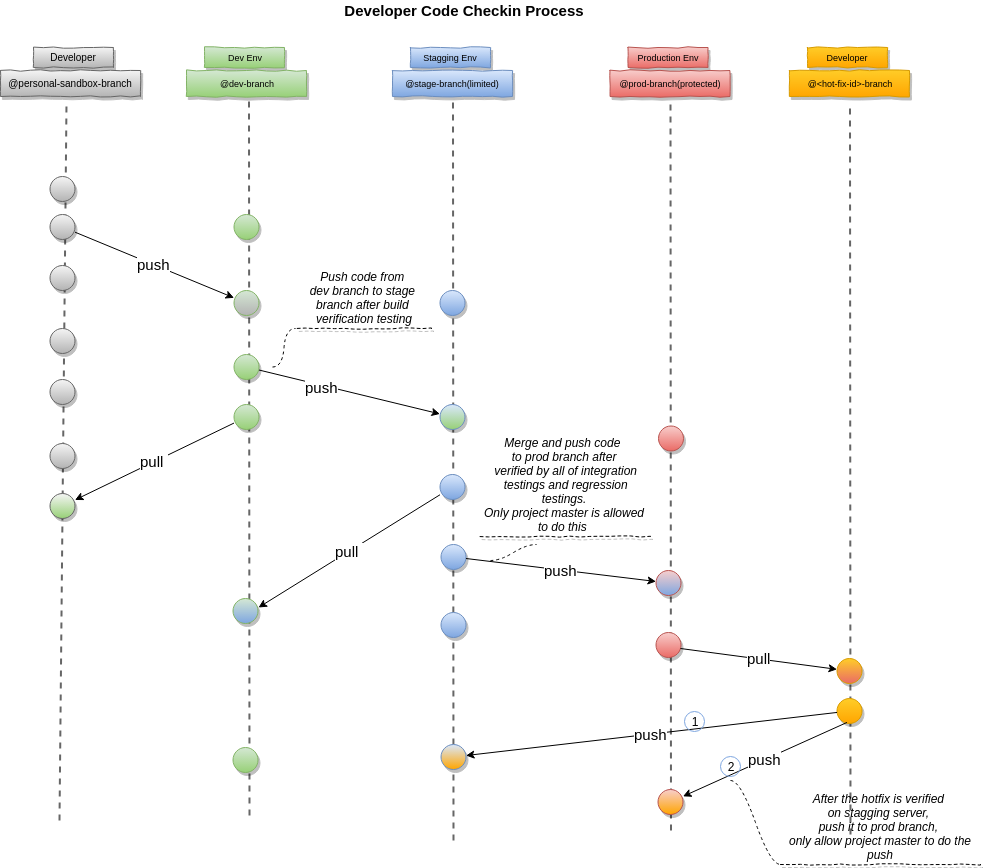 Developer Code Checkin Process
Developer
@personal-sandbox-branch
Dev Env
@dev-branch
Stagging Env
@stage-branch(limited)
Production Env
@prod-branch(protected)
Developer
@<hot-fix-id>-branch
push
Push code from
dev branch to stage
branch after build
verification testing
push
pull
Merge and push code
to prod branch after
verified by all of integration
testings and regression
testings.
Only project master is allowed
to do this
pull
push
pull
1
push
2
push
After the hotfix is verified
on stagging server,
push it to prod branch,
only allow project master to do the
push